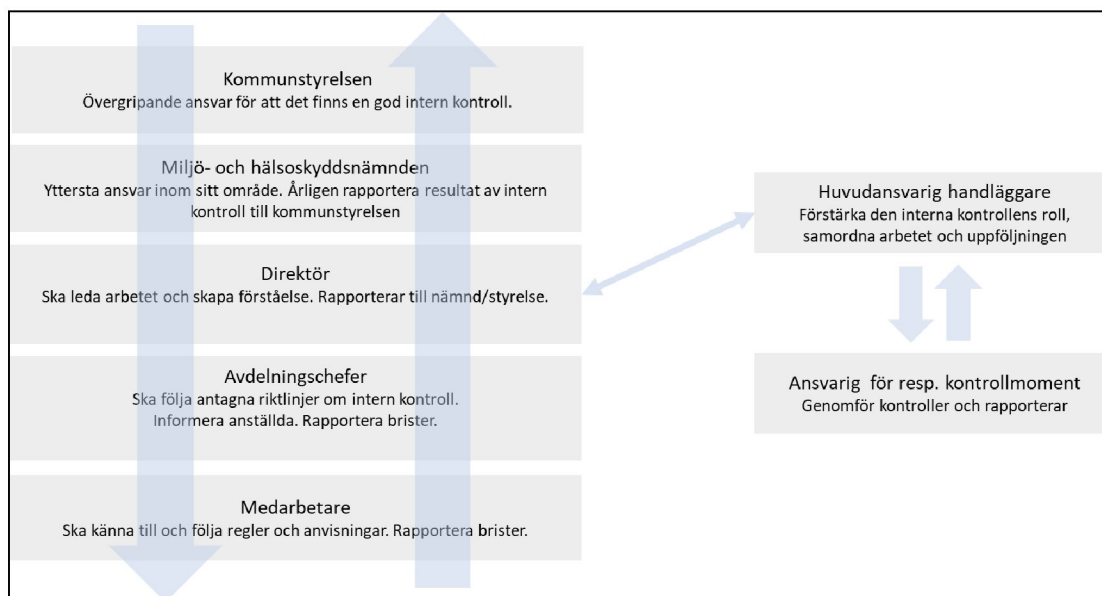 Kommunstyrelsen
Övergripande ansvar för att det finns en god intern kontroll.
Miljö- och hälsoskyddsnämnden
Yttersta ansvar inom sitt område. Årligen rapportera resultat av intern
kontroll till kommunstyrelsen
Direktör
Ska leda arbetet och skapa förståelse. Rapporterar till nämnd/styrelse.
Avdelningschefer
Ska följa antagna riktlinjer om intern kontroll.
Informera anställda. Rapportera brister.
Medarbetare
Ska känna till och följa regler och anvisningar. Rapportera brister.
Huvudansvarig handläggare
Förstärka den interna kontrollens roll,
samordna arbetet och uppföljningen
Ansvarig för resp. kontrollmoment
Genomför kontroller och rapporterar